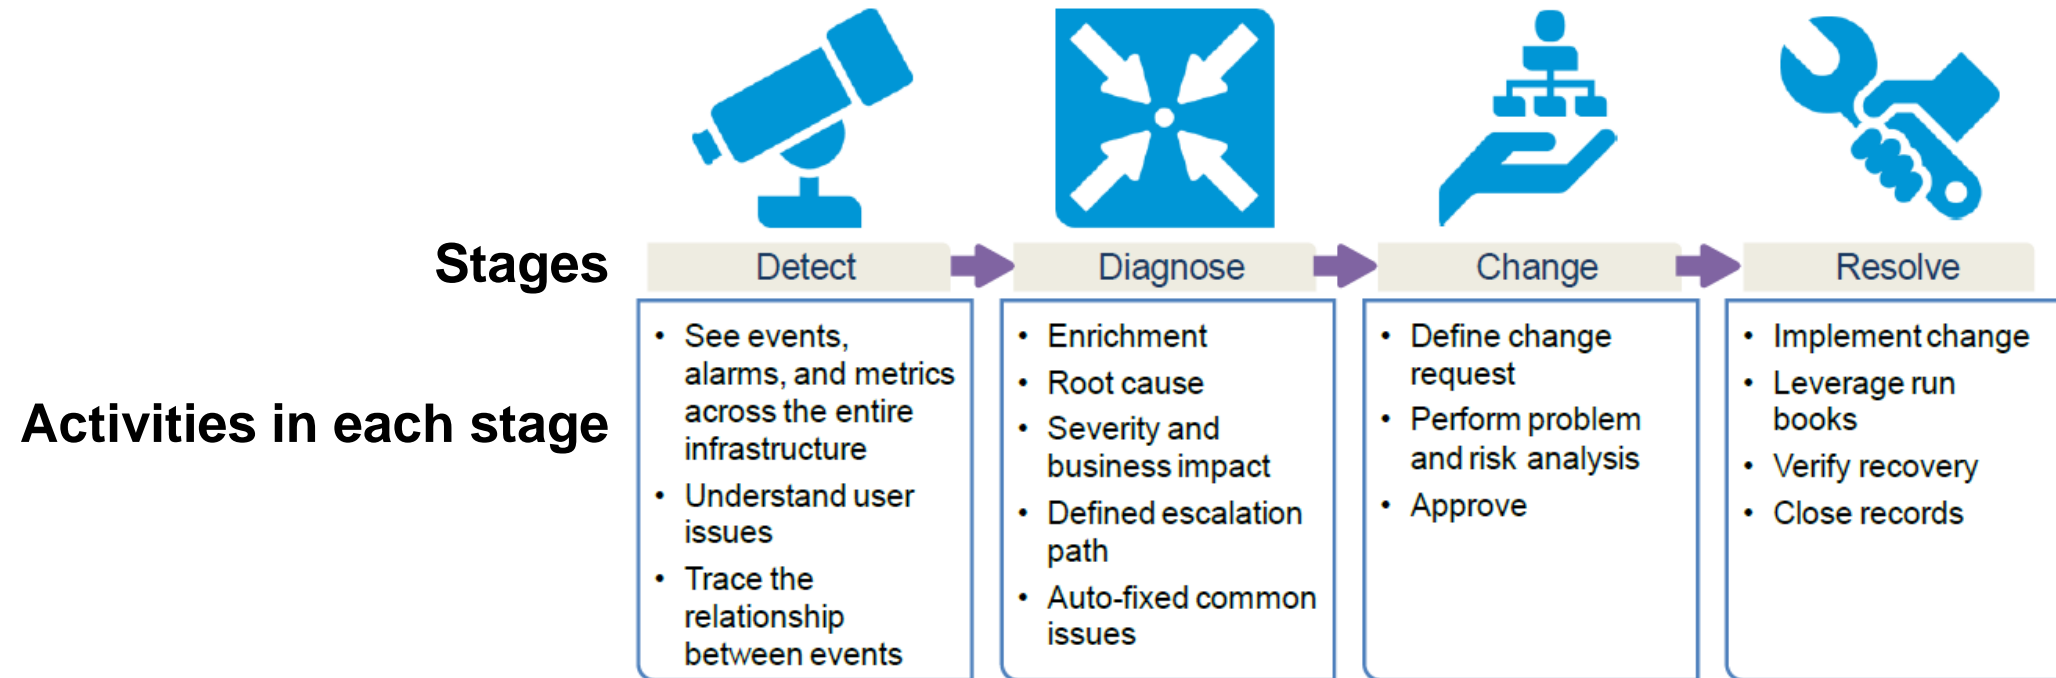 Stages
Detect
Diagnose
Change
Resolve
Activities in each stage
• See events,
alarms, and metrics
across the entire
infrastructure
• Understand user
issues
• Trace the
relationship
between events
• Enrichment
• Root cause
• Severity and
business impact
• Defined escalation
path
• Auto-fixed common
issues
• Define change
request
• Perform problem
and risk analysis
• Approve
• Implement change
• Leverage run
books
• Verify recovery
• Close records